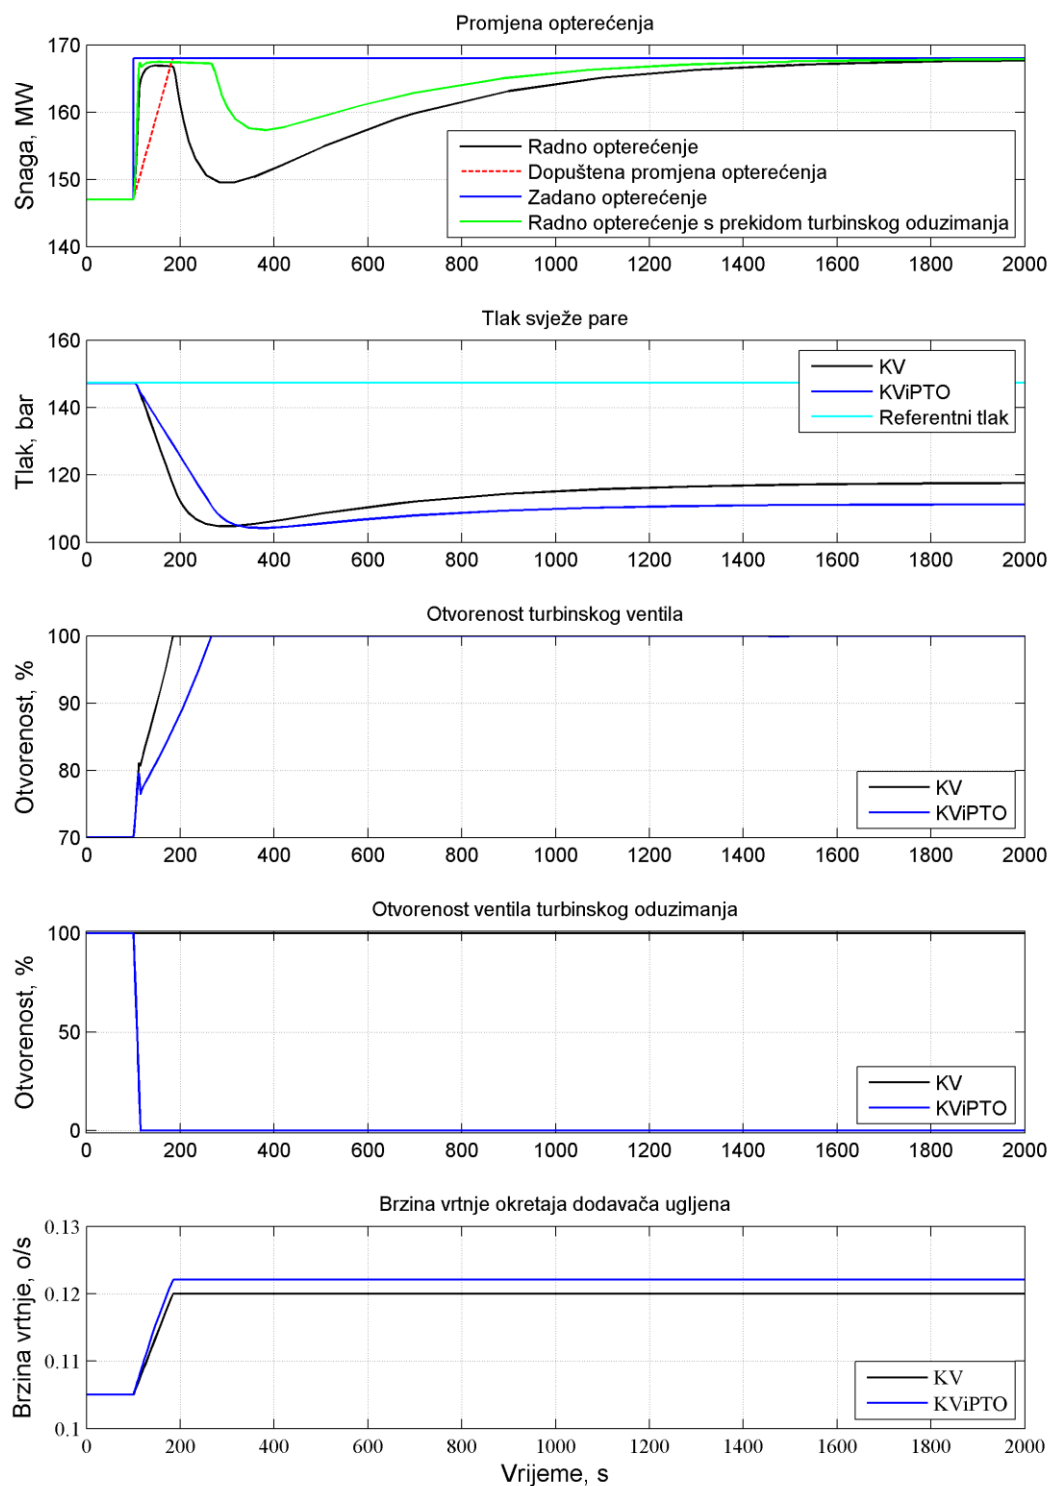 Promjena opterećenja
170
160
150
140
Snaga, MW
Radno opterećenje
Dopuštena promjena opterećenja
Zadano opterećenje
Radno opterećenje s prekidom turbinskog oduzimanja
0 200 400 600 800 1000 1200 1400 1600 1800 2000
Tlak svježe pare
160
140
120
100
Tlak, bar
KV
KViPTO
Referentni tlak
0 200 400 600 800 1000 1200 1400 1600 1800 2000
Otvorenost turbinskog ventila
100
90
80
70
Otvorenost, %
KV
KViPTO
0 200 400 600 800 1000 1200 1400 1600 1800 2000
Otvorenost ventila turbinskog oduzimanja
100
50
0
Otvorenost, %
KV
KViPTO
0 200 400 600 800 1000 1200 1400 1600 1800 2000
Brzina vrtnje okretaja dodavača ugljena
0.13
0.12
0.11
0.1
Brzina vrtnje, o/s
KV
KViPTO
0 200 400 600 800 1000 1200 1400 1600 1800 2000
Vrijeme, s